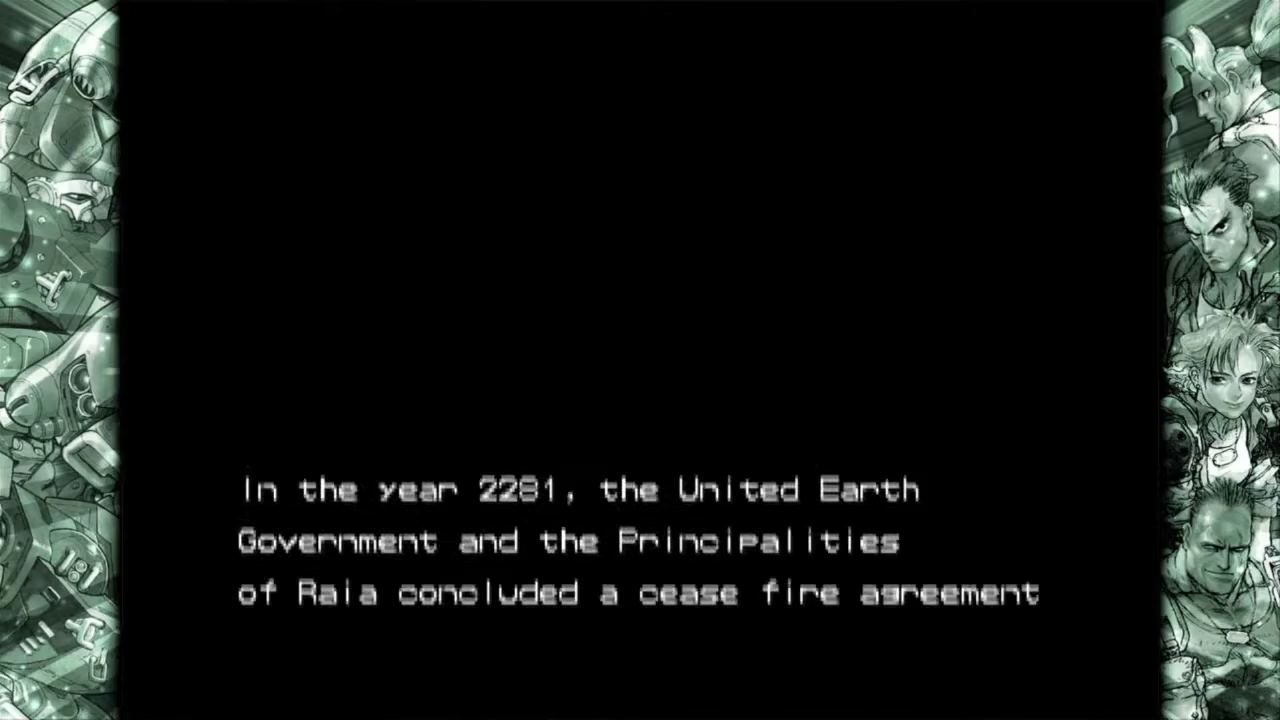 In the year 2281, the United Earth
Government and the Principalities
of Raia concluded a cease fire agreement